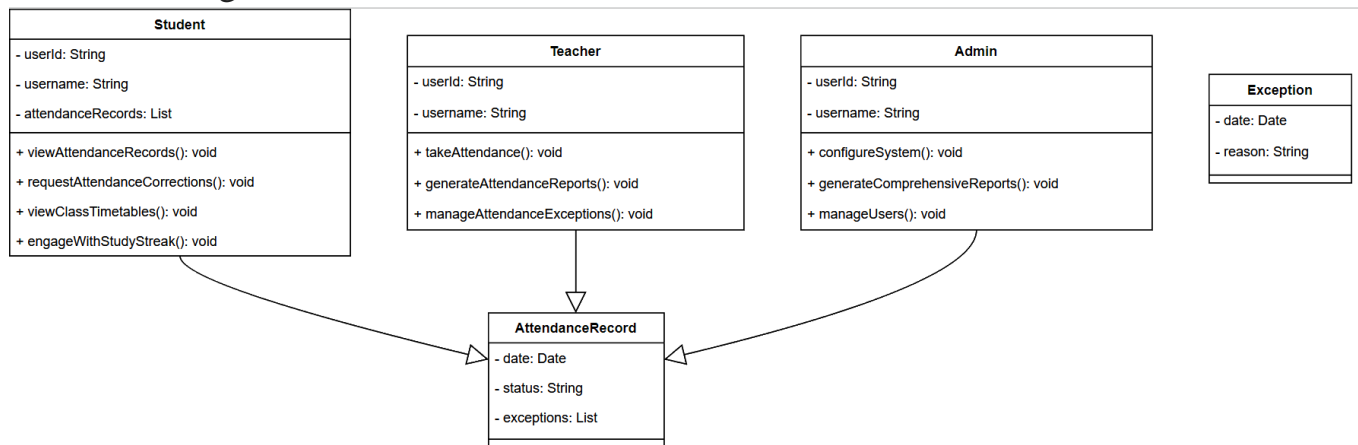 Student
- userId: String
- username: String
- attendanceRecords: List
+ viewAttendanceRecords(): void
+ requestAttendanceCorrections(): void
+ viewClassTimetables(): void
+ engageWithStudyStreak(): void
Teacher
- userId: String
- username: String
+ takeAttendance(): void
+ generateAttendanceReports(): void
+ manageAttendanceExceptions(): void
Admin
- userId: String
- username: String
+ configureSystem(): void
+ generateComprehensiveReports(): void
+ manageUsers(): void
Exception
- date: Date
- reason: String
AttendanceRecord
- date: Date
- status: String
- exceptions: List